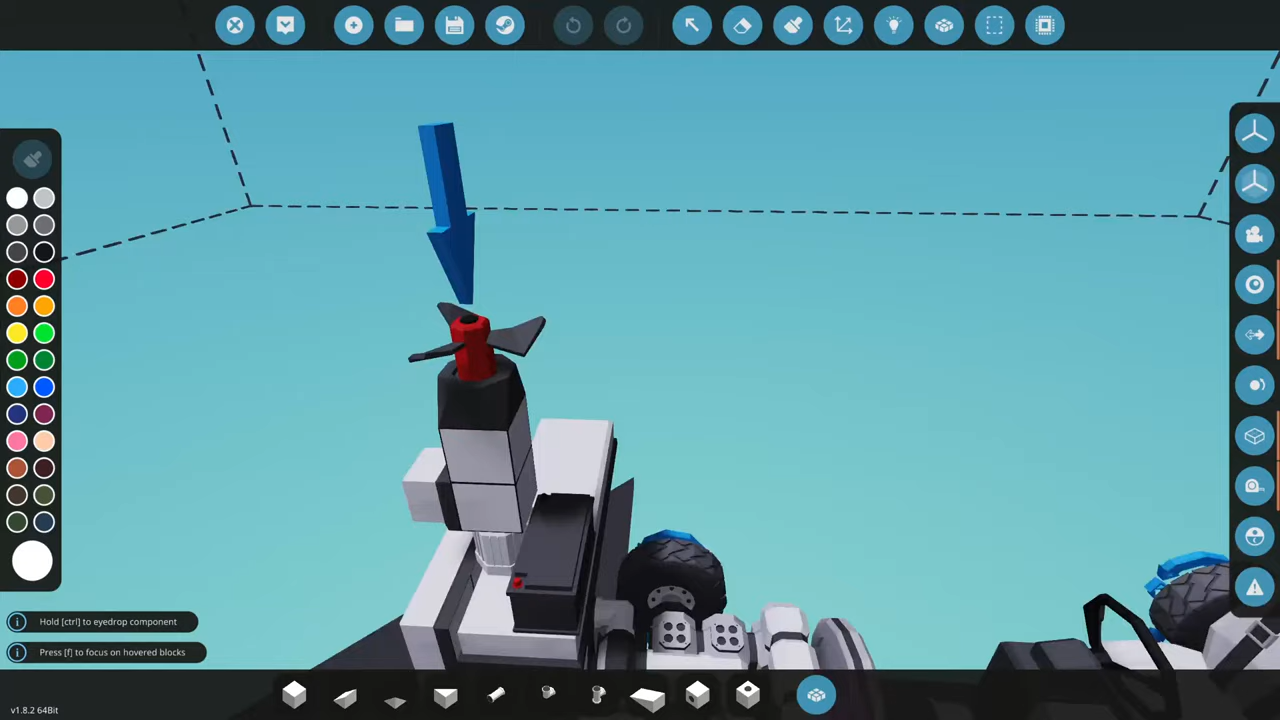 Hold [ctrl] to eyedrop component
Press [f] to focus on hovered blocks
v1.8.2 64Bit